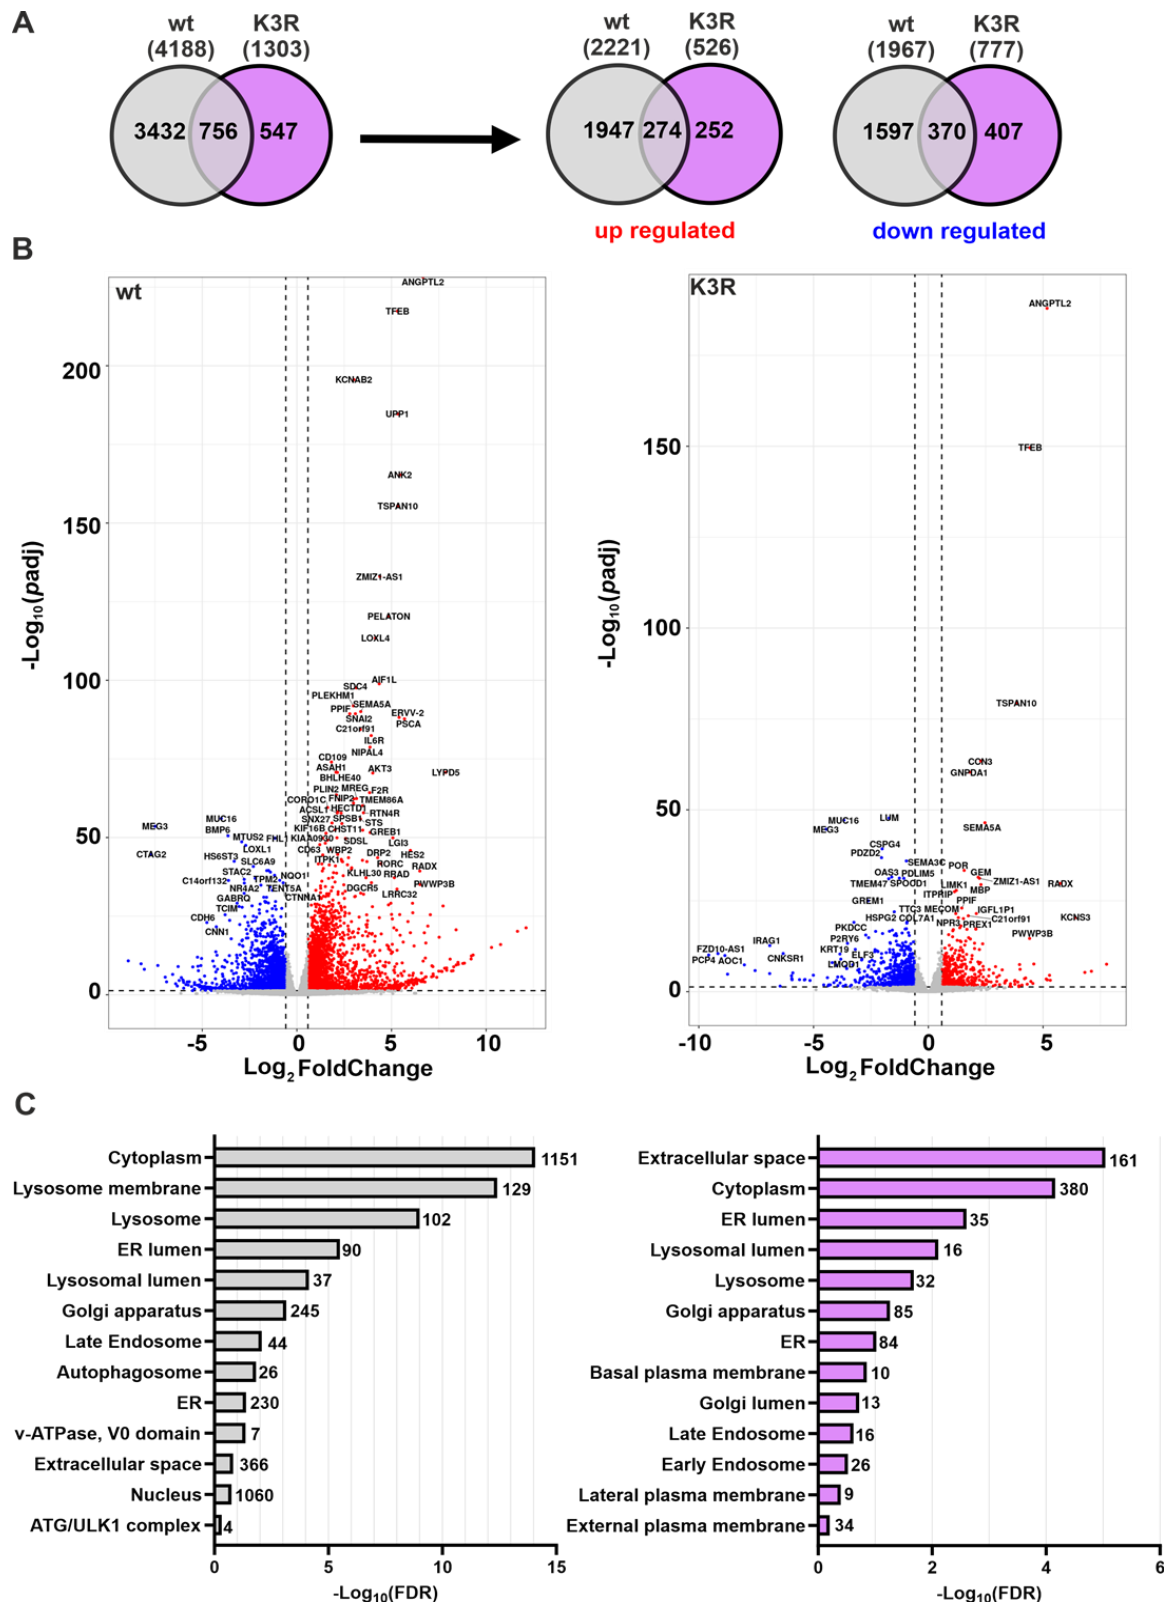 A
wt
(4188)
K3R
(1303)
3432 756 547
wt
(2221)
K3R
(526)
1947 274 252
up regulated
wt
(1967)
K3R
(777)
1597 370 407
down regulated
B
wt
-Log10(padj)
200
150
100
50
0
-5 0 5 10
Log2 FoldChange
ANGPTL2
TFEB
KCNAB2
UPP1
ANK2
TSPAN10
ZMIZ1-AS1
PELATON
LOXL4
AIF1L
SDC4
PLEKHM1
SEMA5A
PPIF
ERVV-2
SNAI2
PSCA
C21orf91
IL6R
NIPAL4
CD109
ASAH1
AKT3
LYPD5
BHLHE40
PLIN2
MREG
F2R
CORO1C
FNIP2
TMEM86A
ACSL1
HECTD1
RTN4R
SNX27
SPSB1
STS
KIF16B
CHST11
GREB1
KIAA0930
SDSL
LGI3
CD63
WBP2
DRP2
HES2
ITPK1
RORC
RADX
KLHL30
RRAD
DGCR5
PWWP3B
LRRC32
MUC16
MEG3
BMP6
MTUS2
FHL1
LOXL1
CTAG2
HS6ST3
SLC6A9
STAC2
C14orf132
TPM2
NQO1
NR4A2
TENT5A
GABRQ
CTNNA1
TCIM
CDH6
CNN1
K3R
-Log10(padj)
150
100
50
0
-10 -5 0 5
Log2 FoldChange
ANGPTL2
TFEB
TSPAN10
CON3
GNPDA1
SEMA5A
MUC16
LUM
MEG3
CSPG4
PDZD2
SEMA3C
POR
OAS3
PDLIM5
GEM
TMEM47
SPOCD1
LIMK1
ZMIZ1-AS1
RADX
ITPRIP
MBP
GREM1
PPIF
TTC3
MECOM
IGFL1P1
HSPG2
COL7A1
NPR3
C21orf91
KCNS3
PKDCC
PREX1
PWWP3B
IRAG1
P2RY6
FZD10-AS1
KRT19
CNKSR1
ELF3
PCP4
AOC1
LMOD1
C
Cytoplasm 1151
Lysosome membrane 129
Lysosome 102
ER lumen 90
Lysosomal lumen 37
Golgi apparatus 245
Late Endosome 44
Autophagosome 26
ER 230
v-ATPase, V0 domain 7
Extracellular space 366
Nucleus 1060
ATG/ULK1 complex 4
0 5 10 15
-Log10(FDR)
Extracellular space 161
Cytoplasm 380
ER lumen 35
Lysosomal lumen 16
Lysosome 32
Golgi apparatus 85
ER 84
Basal plasma membrane 10
Golgi lumen 13
Late Endosome 16
Early Endosome 26
Lateral plasma membrane 9
External plasma membrane 34
0 2 4 6
-Log10(FDR)